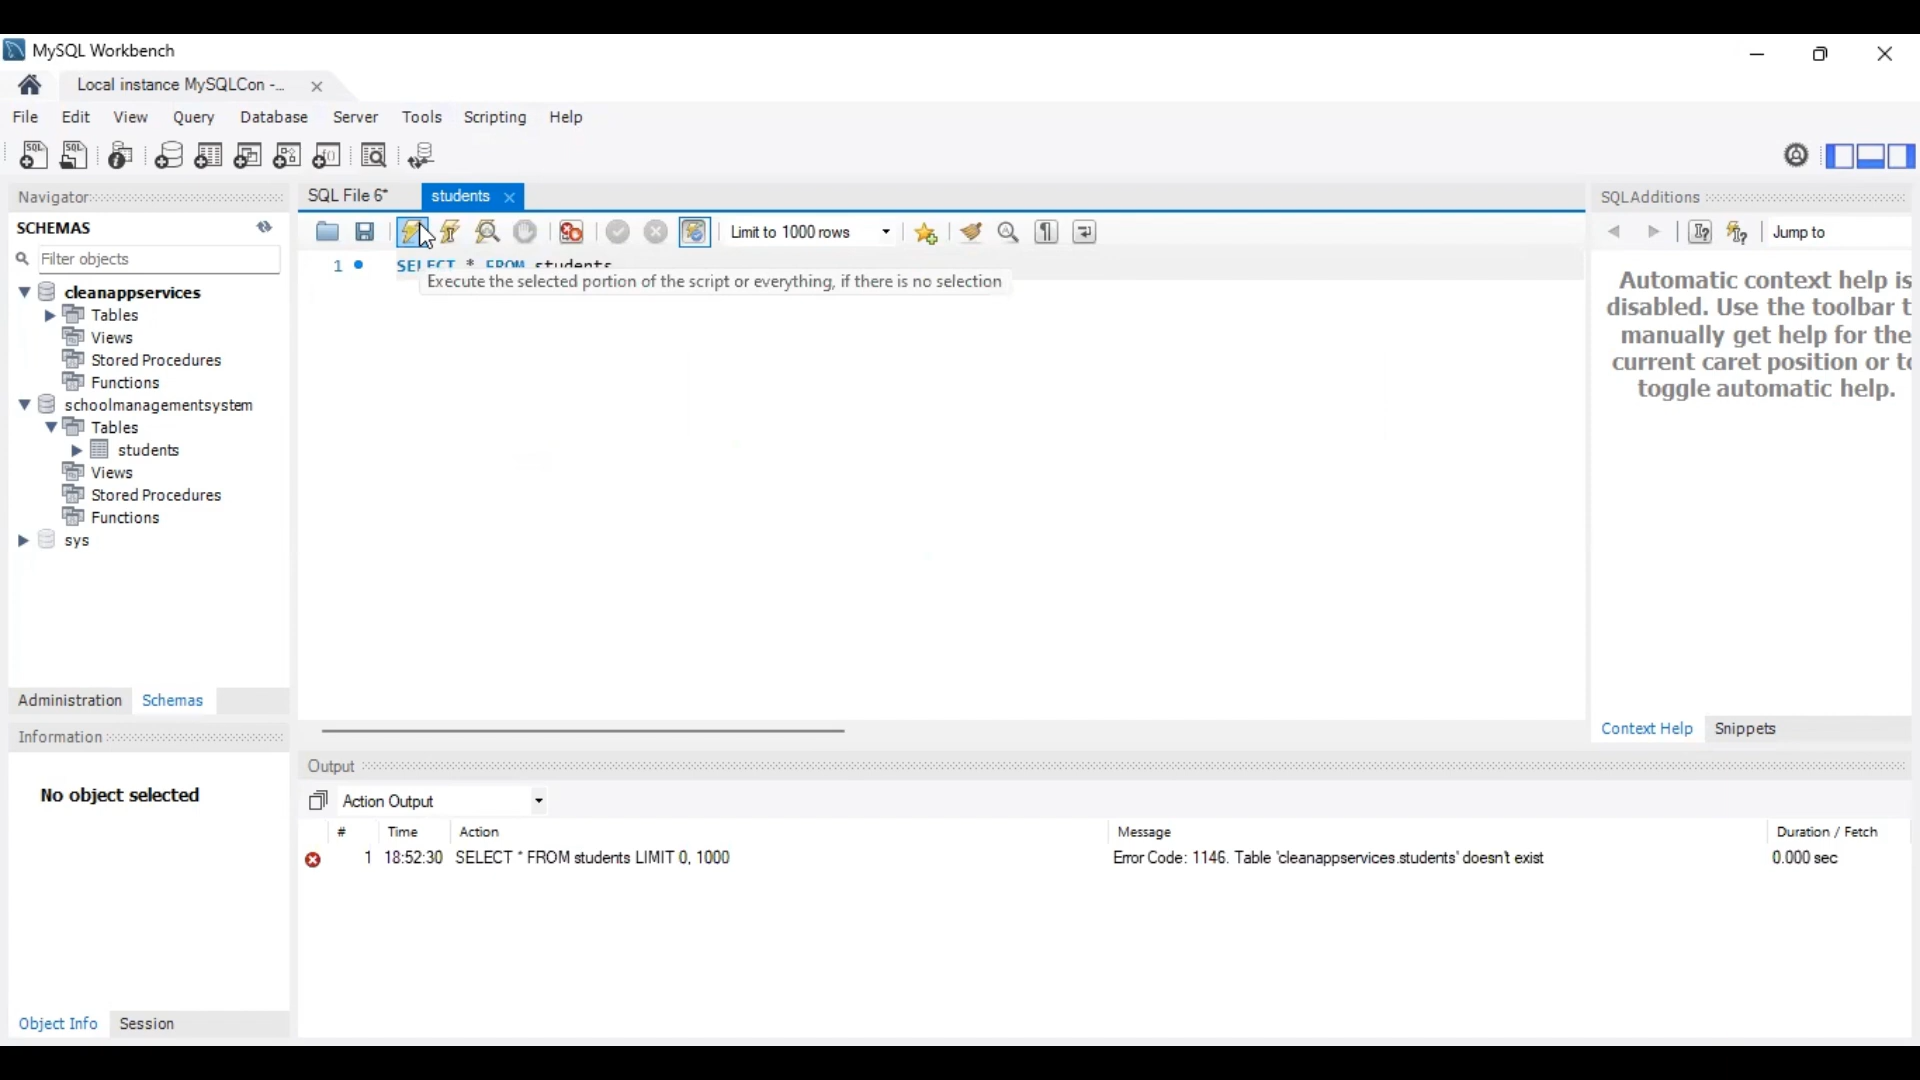 MySQL Workbench
Local instance MySQLCon -...
File Edit View Query Database Server Tools Scripting Help
Navigator
SCHEMAS
Filter objects
cleanappservices
Tables
Views
Stored Procedures
Functions
schoolmanagementsystem
Tables
students
Views
Stored Procedures
Functions
sys
Administration Schemas
Information
No object selected
Object Info Session
SQL File 6* students
Limit to 1000 rows
1 SELECT * FROM students
Execute the selected portion of the script or everything, if there is no selection
SQLAdditions
Jump to
Automatic context help is
disabled. Use the toolbar t
manually get help for the
current caret position or to
toggle automatic help.
Context Help Snippets
Output
Action Output
# Time Action Message Duration / Fetch
1 18:52:30 SELECT * FROM students LIMIT 0, 1000 Error Code: 1146. Table 'cleanappservices.students' doesn't exist 0.000 sec